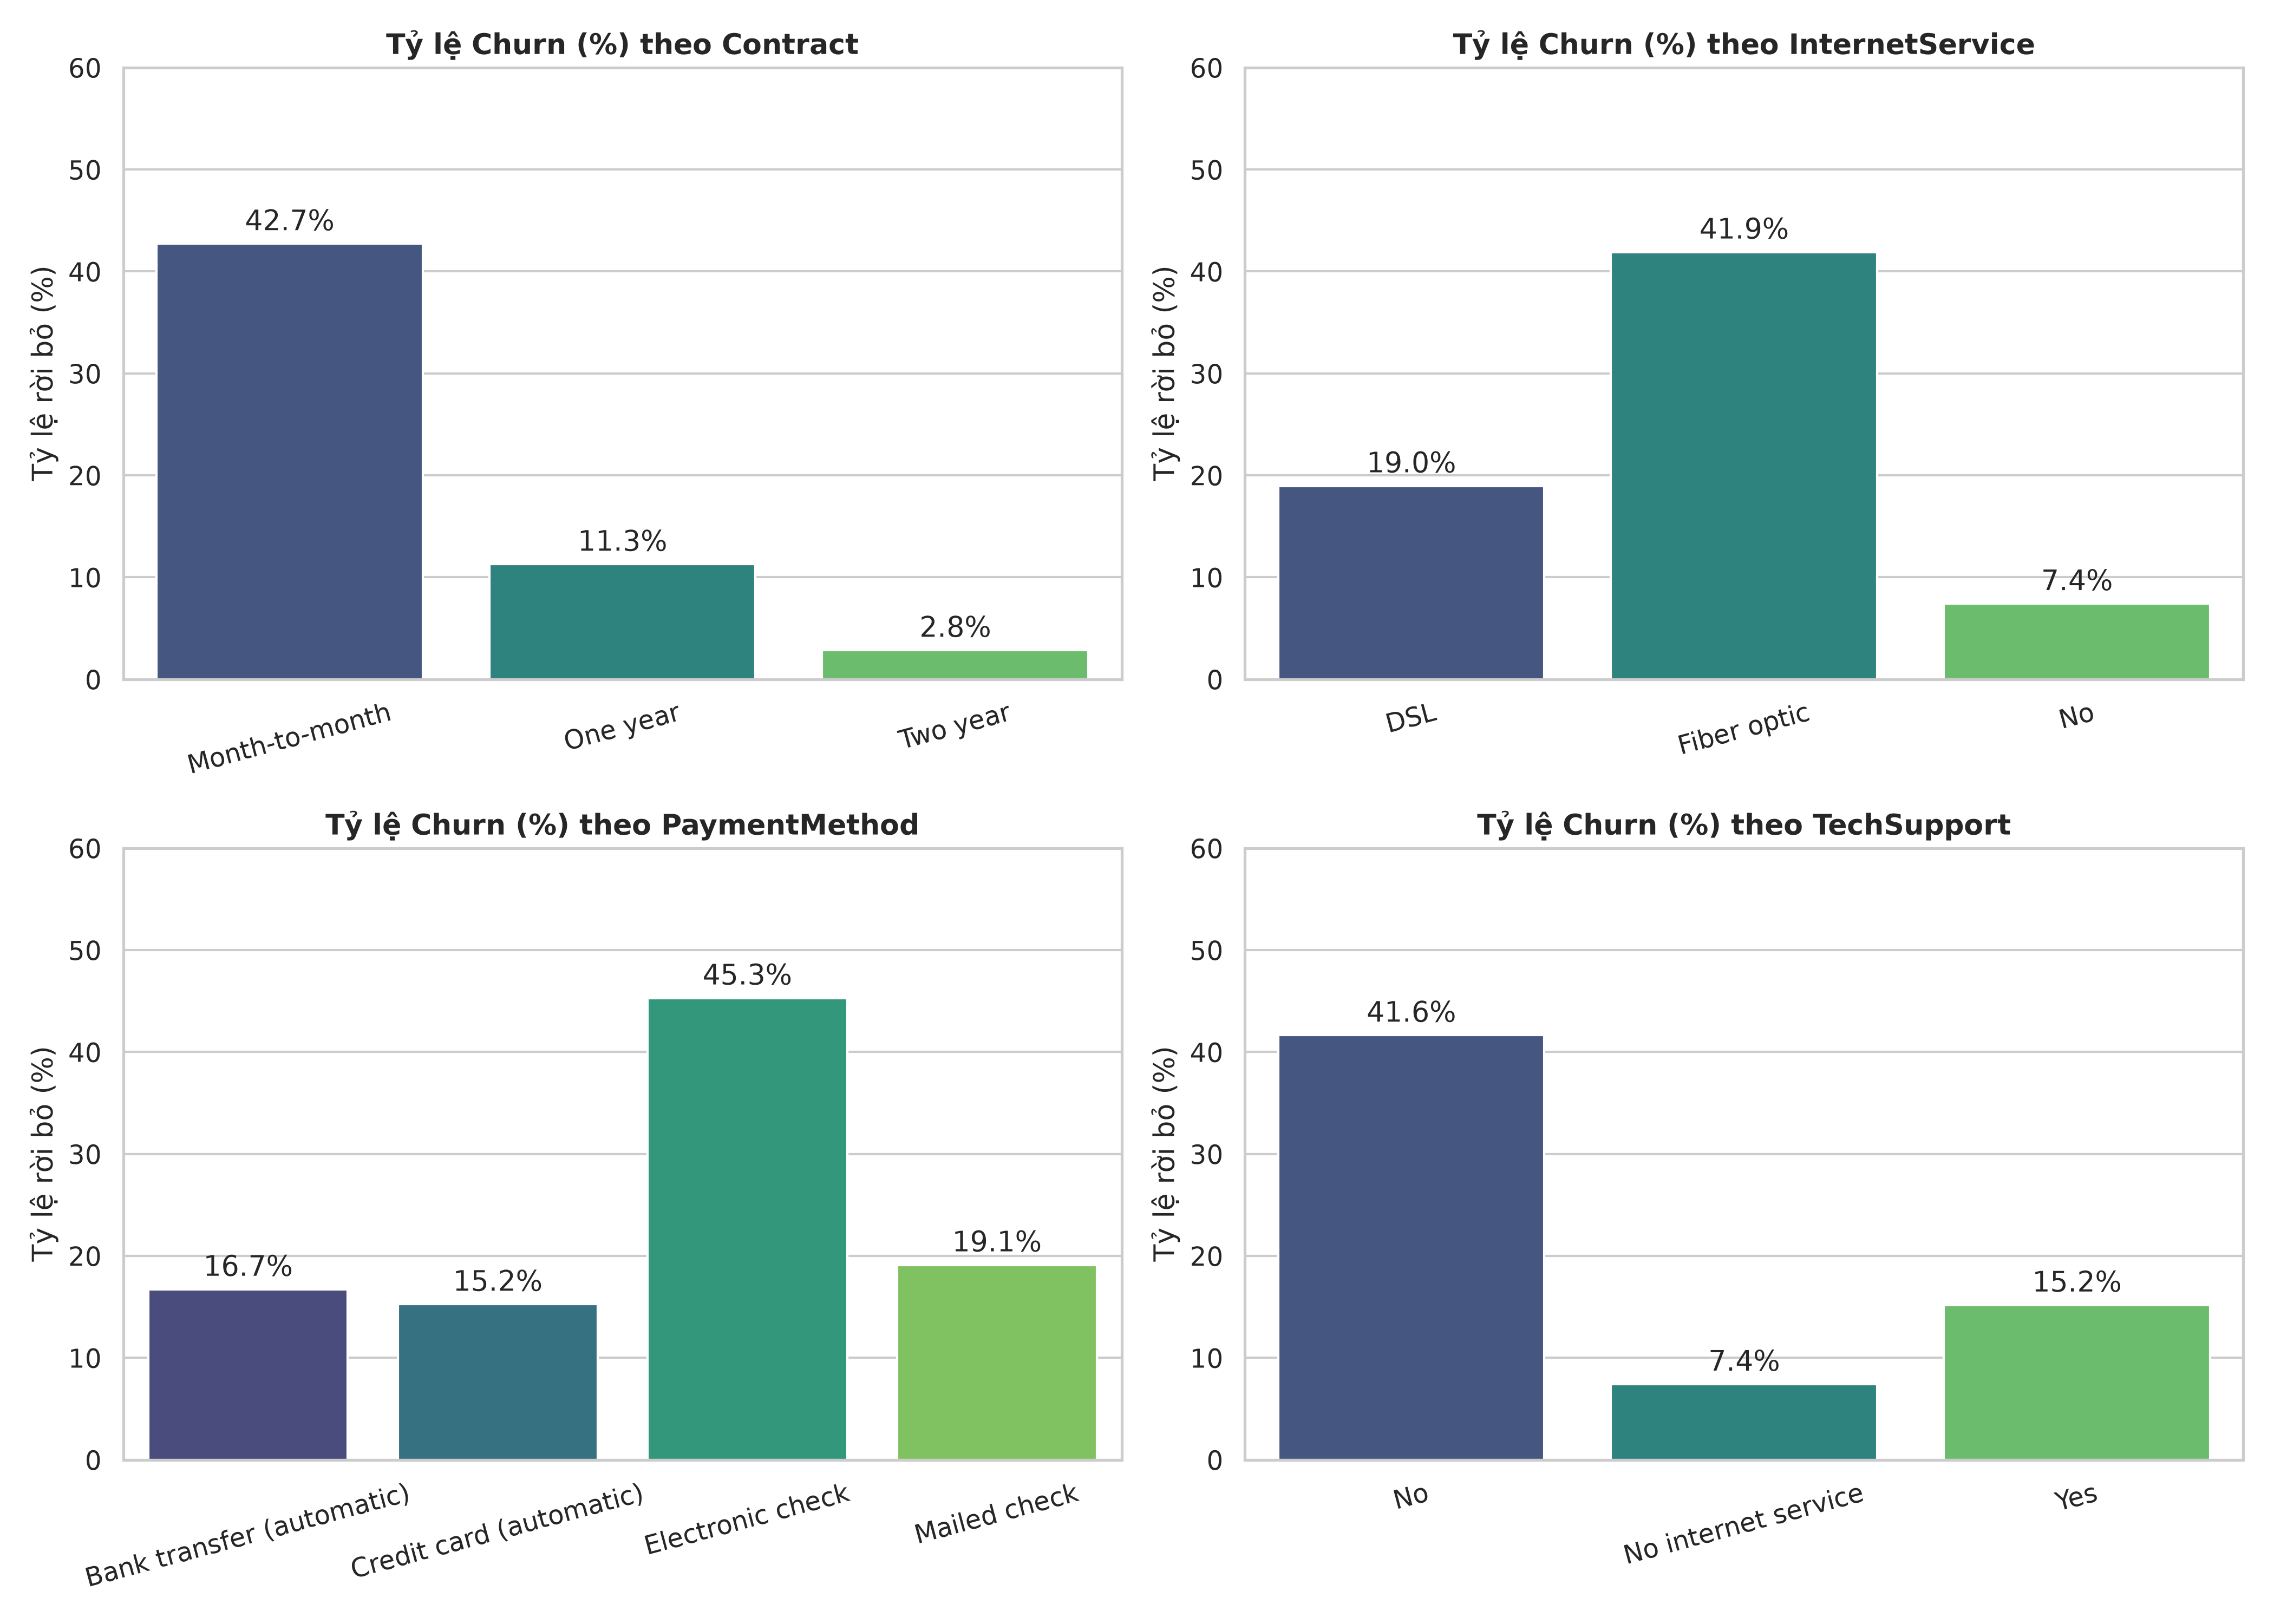 Tỷ lệ Churn (%) theo Contract
60
50
40
30
20
10
0
Tỷ lệ rời bỏ (%)
42.7%
11.3%
2.8%
Month-to-month
One year
Two year
Tỷ lệ Churn (%) theo InternetService
60
50
40
30
20
10
0
Tỷ lệ rời bỏ (%)
19.0%
41.9%
7.4%
DSL
Fiber optic
No
Tỷ lệ Churn (%) theo PaymentMethod
60
50
40
30
20
10
0
Tỷ lệ rời bỏ (%)
16.7%
15.2%
45.3%
19.1%
Bank transfer (automatic)
Credit card (automatic)
Electronic check
Mailed check
Tỷ lệ Churn (%) theo TechSupport
60
50
40
30
20
10
0
Tỷ lệ rời bỏ (%)
41.6%
7.4%
15.2%
No
No internet service
Yes